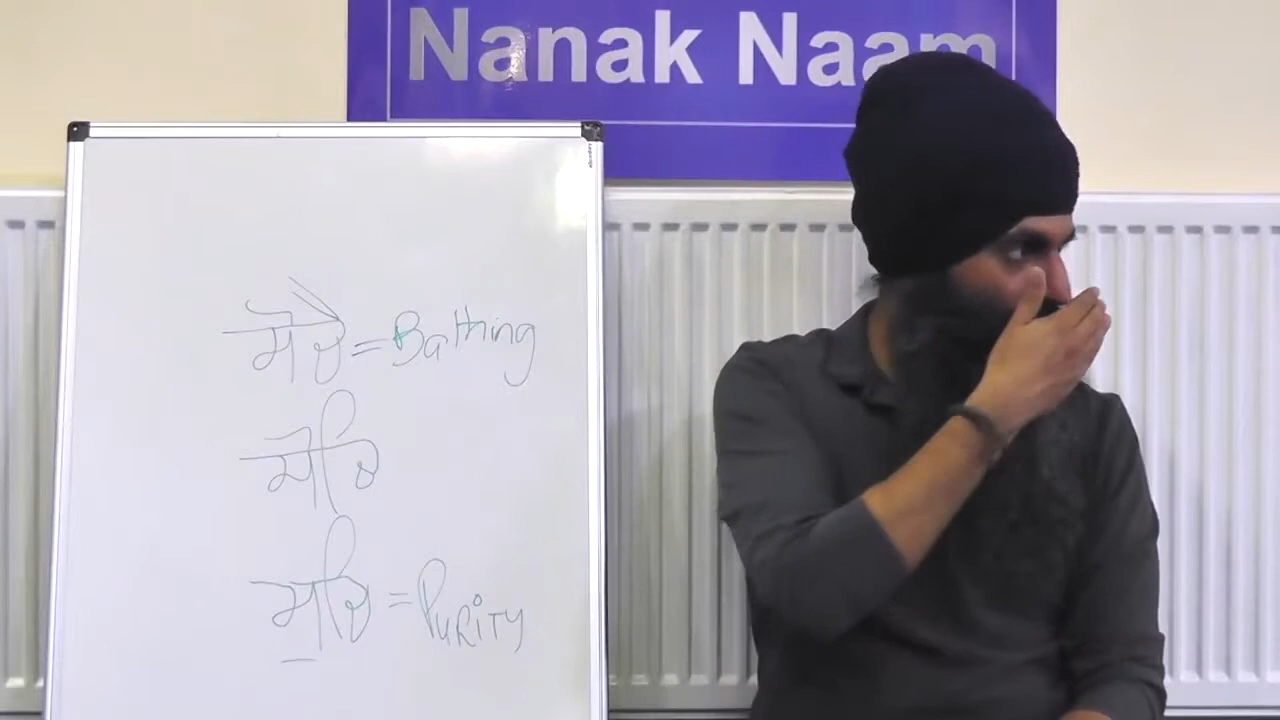 Nanak Naam
ਸੋਚੈ = Bathing
ਸੋਚਿ
ਸੁਚਿ = PURITY